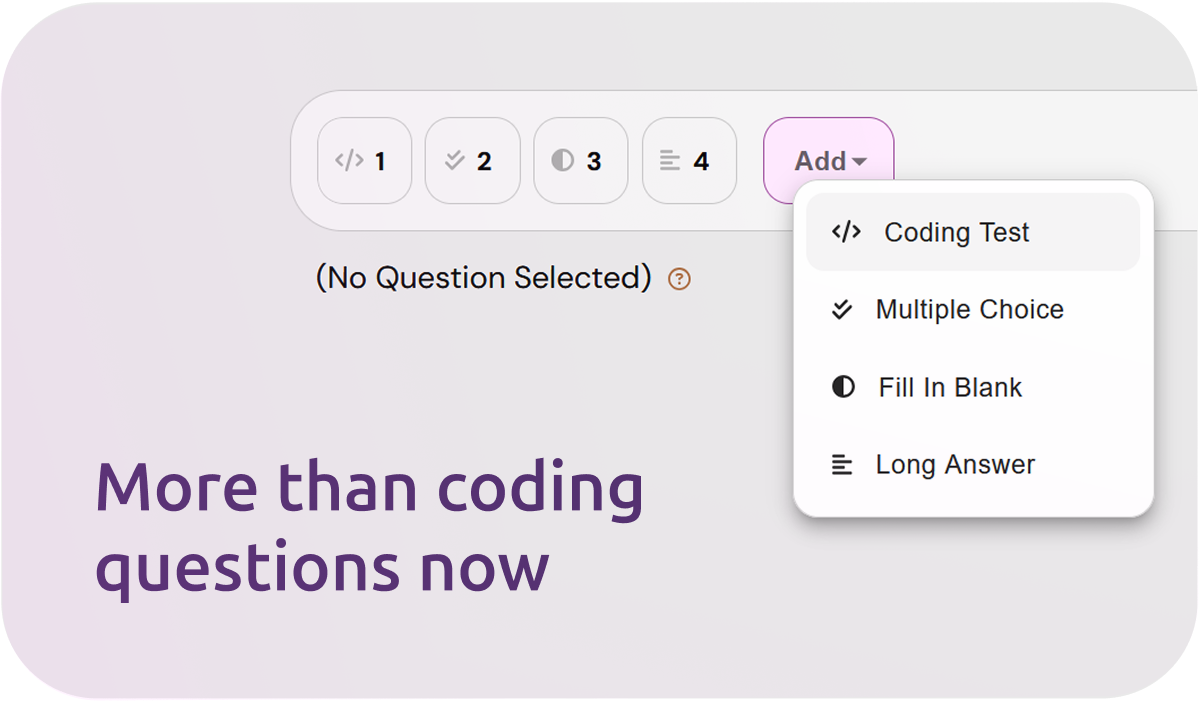 1 2 3 4 Add
(No Question Selected)
Coding Test
Multiple Choice
Fill In Blank
Long Answer
More than coding
questions now